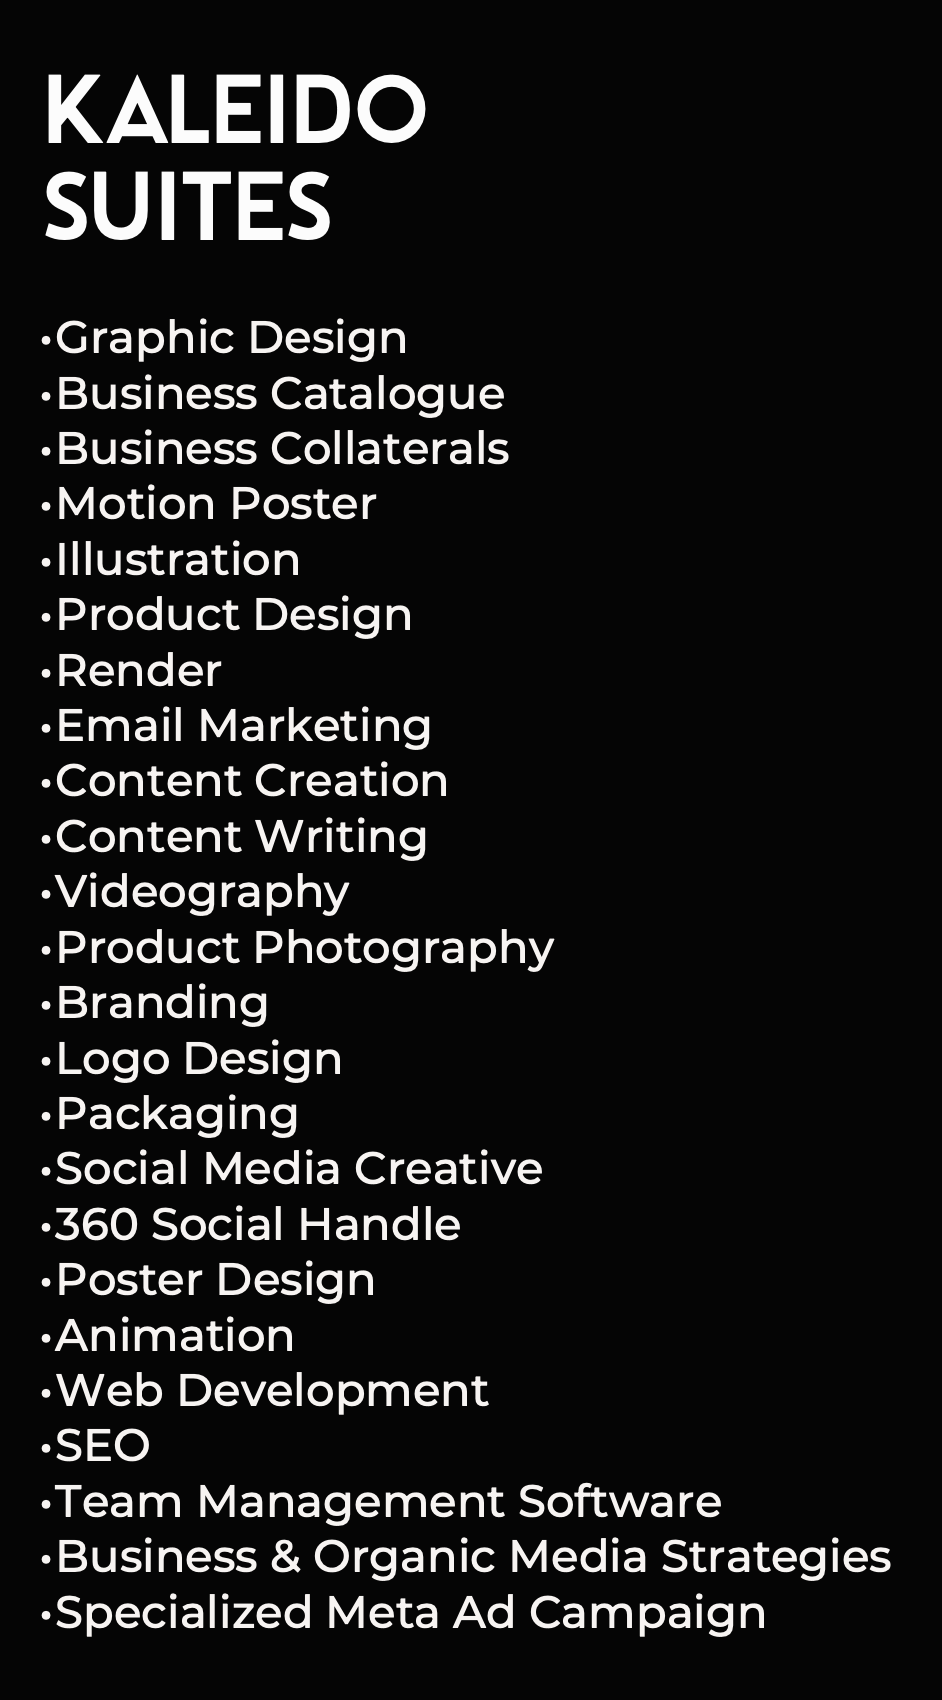 KALEIDO
SUITES
•Graphic Design
•Business Catalogue
•Business Collaterals
•Motion Poster
•Illustration
•Product Design
•Render
•Email Marketing
•Content Creation
•Content Writing
•Videography
•Product Photography
•Branding
•Logo Design
•Packaging
•Social Media Creative
•360 Social Handle
•Poster Design
•Animation
•Web Development
•SEO
•Team Management Software
•Business & Organic Media Strategies
•Specialized Meta Ad Campaign